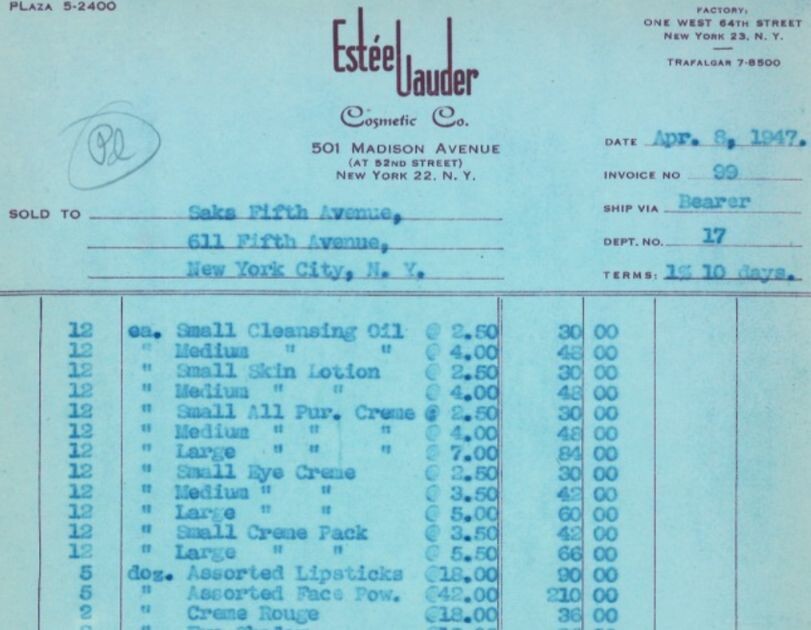 PLAZA 5-2400
FACTORY:
ONE WEST 64TH STREET
NEW YORK 23, N. Y.
TRAFALGAR 7-8500
Estée Lauder
Cosmetic Co.
501 MADISON AVENUE
(AT 52ND STREET)
NEW YORK 22, N. Y.
Pd
DATE Apr. 8, 1947.
INVOICE NO 99
SHIP VIA Bearer
DEPT. NO. 17
TERMS: 1% 10 days.
SOLD TO Saks Fifth Avenue,
611 Fifth Avenue,
New York City, N. Y.
12 ea. Small Cleansing Oil @ 2.50 30 00
12 " Medium " " @ 4.00 48 00
12 " Small Skin Lotion @ 2.50 30 00
12 " Medium " " @ 4.00 48 00
12 " Small All Pur. Creme @ 2.50 30 00
12 " Medium " " " @ 4.00 48 00
12 " Large " " " @ 7.00 84 00
12 " Small Eye Creme @ 2.50 30 00
12 " Medium " " @ 3.50 42 00
12 " Large " " @ 5.00 60 00
12 " Small Creme Pack @ 3.50 42 00
12 " Large " " @ 5.50 66 00
5 doz. Assorted Lipsticks @18.00 90 00
5 " Assorted Face Pow. @42.00 210 00
2 " Creme Rouge @18.00 36 00